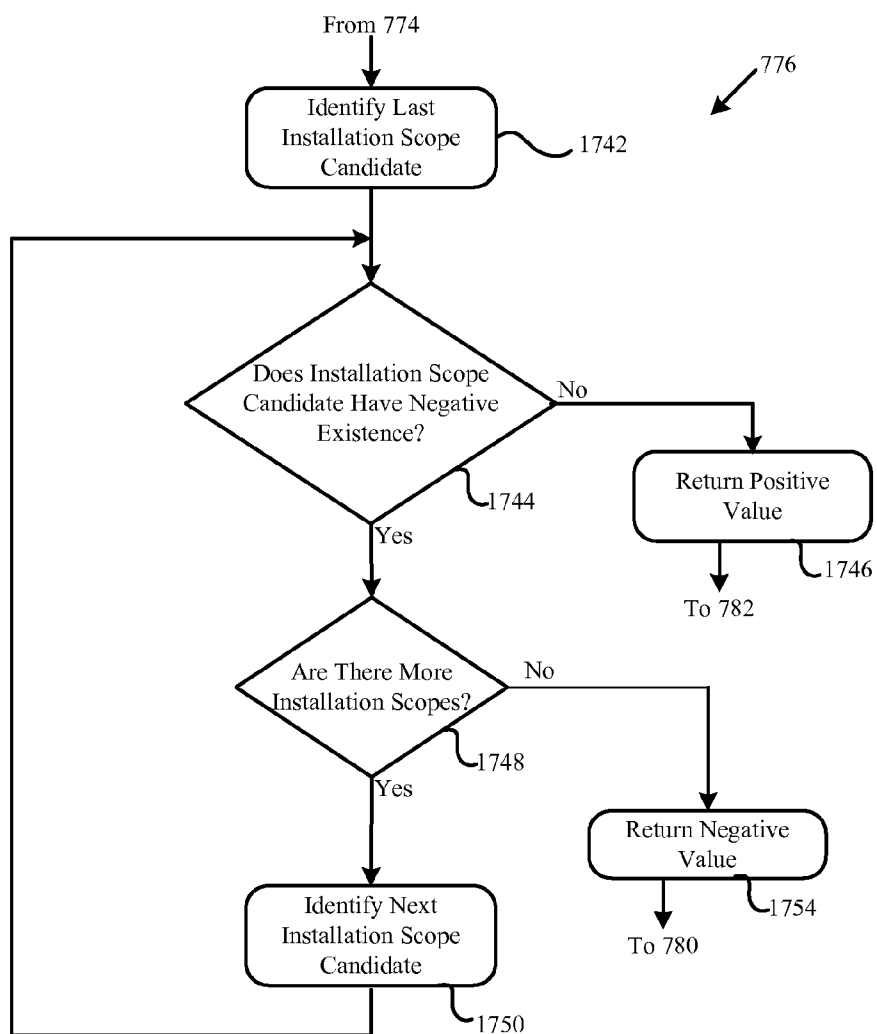 From 774
776
Identify Last
Installation Scope
Candidate
1742
Does Installation Scope
Candidate Have Negative
Existence?
No
1744
Yes
Return Positive
Value
1746
To 782
Are There More
Installation Scopes?
No
1748
Yes
Return Negative
Value
1754
To 780
Identify Next
Installation Scope
Candidate
1750